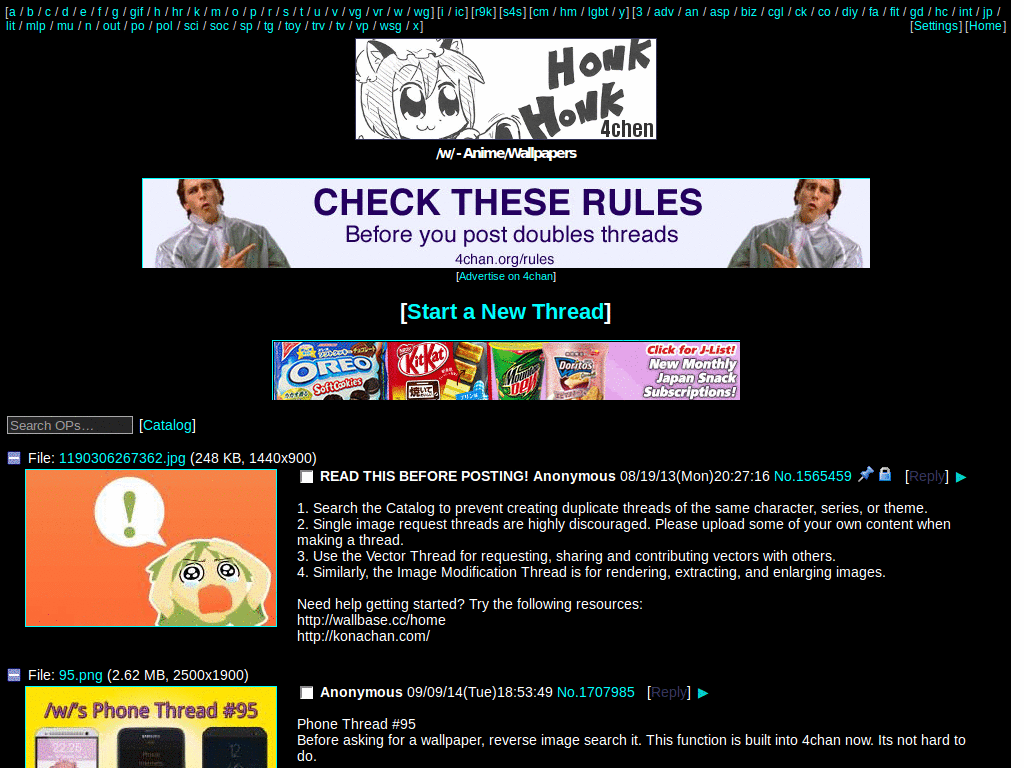 [a / b / c / d / e / f / g / gif / h / hr / k / m / o / p / r / s / t / u / v / vg / vr / w / wg] [i / ic] [r9k] [s4s] [cm / hm / lgbt / y] [3 / adv / an / asp / biz / cgl / ck / co / diy / fa / fit / gd / hc / int / jp /
lit / mlp / mu / n / out / po / pol / sci / soc / sp / tg / toy / trv / tv / vp / wsg / x] [Settings] [Home]
HONK
HONK
4chen
/w/ - Anime/Wallpapers
CHECK THESE RULES
Before you post doubles threads
4chan.org/rules
[Advertise on 4chan]
[Start a New Thread]
OREO
Soft Cookies
KitKat
Doritos
Click for J-List!
New Monthly
Japan Snack
Subscriptions!
Search OPs… [Catalog]
File: 1190306267362.jpg (248 KB, 1440x900)
READ THIS BEFORE POSTING! Anonymous 08/19/13(Mon)20:27:16 No.1565459 [Reply] ▶
1. Search the Catalog to prevent creating duplicate threads of the same character, series, or theme.
2. Single image request threads are highly discouraged. Please upload some of your own content when
making a thread.
3. Use the Vector Thread for requesting, sharing and contributing vectors with others.
4. Similarly, the Image Modification Thread is for rendering, extracting, and enlarging images.
Need help getting started? Try the following resources:
http://wallbase.cc/home
http://konachan.com/
!
File: 95.png (2.62 MB, 2500x1900)
Anonymous 09/09/14(Tue)18:53:49 No.1707985 [Reply] ▶
/w/'s Phone Thread #95
22:25
Phone Thread #95
Before asking for a wallpaper, reverse image search it. This function is built into 4chan now. Its not hard to
do.